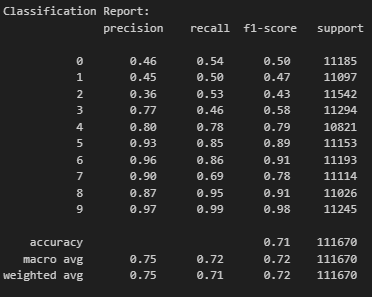 Classification Report:
              precision    recall  f1-score   support

           0       0.46      0.54      0.50     11185
           1       0.45      0.50      0.47     11097
           2       0.36      0.53      0.43     11542
           3       0.77      0.46      0.58     11294
           4       0.80      0.78      0.79     10821
           5       0.93      0.85      0.89     11153
           6       0.96      0.86      0.91     11193
           7       0.90      0.69      0.78     11114
           8       0.87      0.95      0.91     11026
           9       0.97      0.99      0.98     11245

    accuracy                           0.71    111670
   macro avg       0.75      0.72      0.72    111670
weighted avg       0.75      0.71      0.72    111670